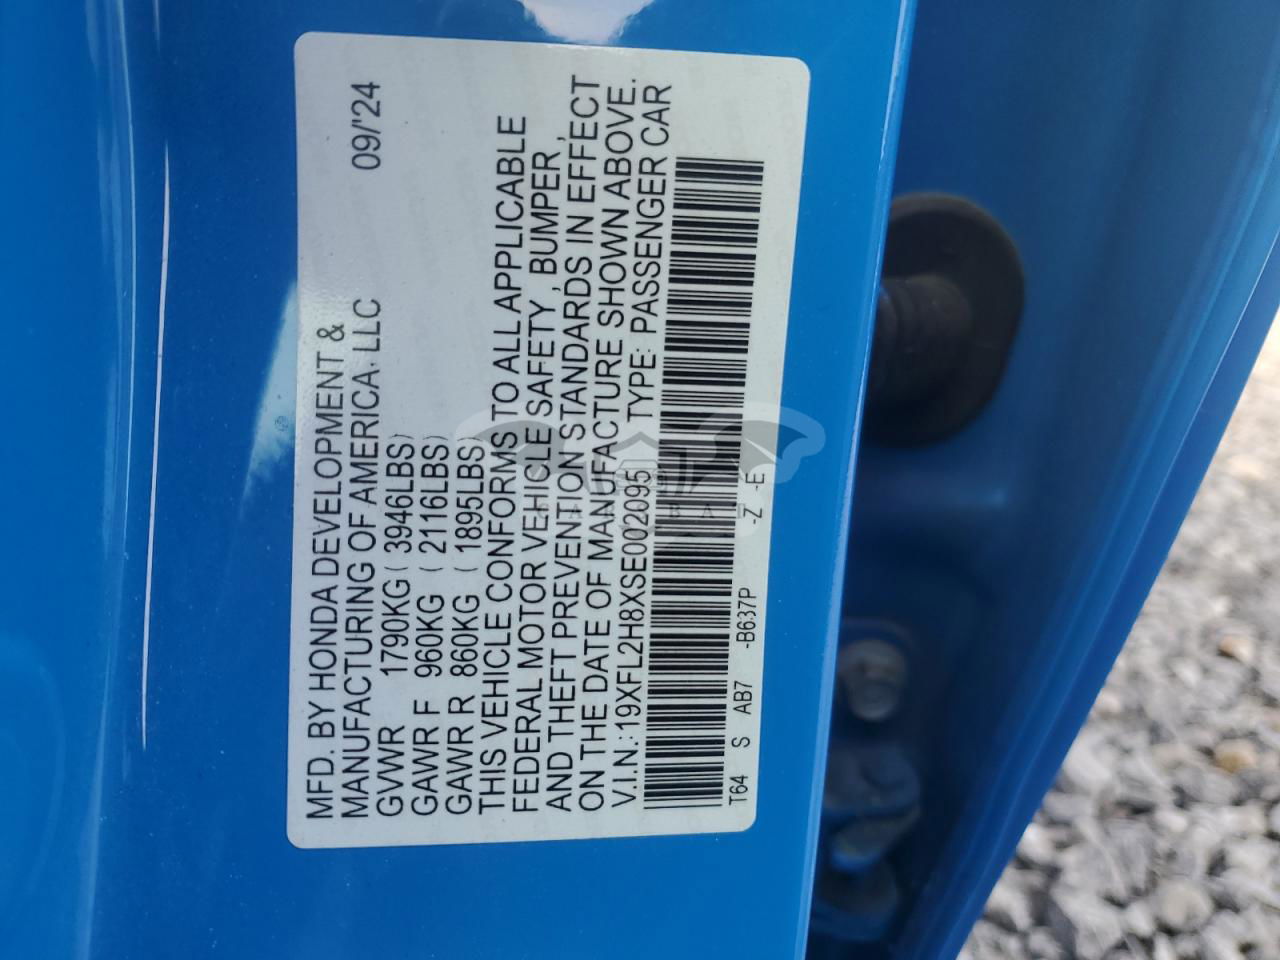 MFD. BY HONDA DEVELOPMENT &
MANUFACTURING OF AMERICA. LLC 09/'24
GVWR 1790KG ( 3946LBS)
GAWR F 960KG ( 2116LBS)
GAWR R 860KG ( 1895LBS)
THIS VEHICLE CONFORMS TO ALL APPLICABLE
FEDERAL MOTOR VEHICLE SAFETY , BUMPER ,
AND THEFT PREVENTION STANDARDS IN EFFECT
ON THE DATE OF MANUFACTURE SHOWN ABOVE.
V.I.N.: 19XFL2H8XSE002095 TYPE: PASSENGER CAR
T64 S AB7 -B637P -Z -E